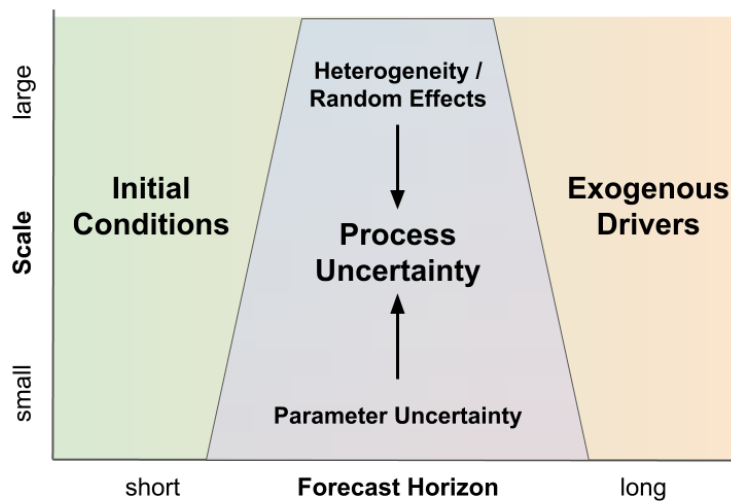 large
Scale
small
Heterogeneity /
Random Effects
Initial
Conditions
Process
Uncertainty
Exogenous
Drivers
Parameter Uncertainty
short
Forecast Horizon
long